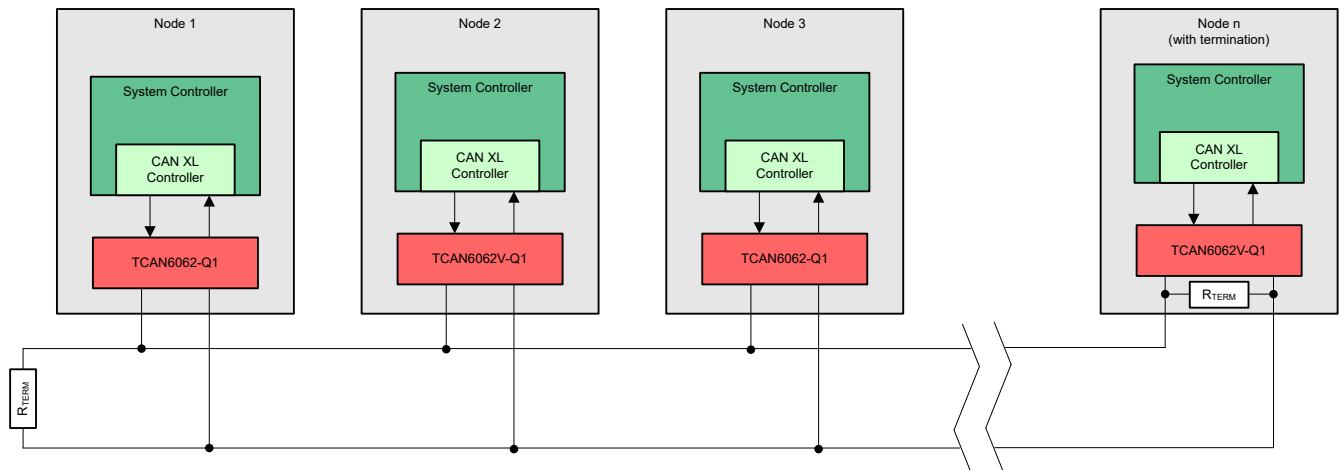 Node 1
System Controller
CAN XL
Controller
TCAN6062-Q1
Node 2
System Controller
CAN XL
Controller
TCAN6062V-Q1
Node 3
System Controller
CAN XL
Controller
TCAN6062-Q1
Node n
(with termination)
System Controller
CAN XL
Controller
TCAN6062V-Q1
RTERM
RTERM